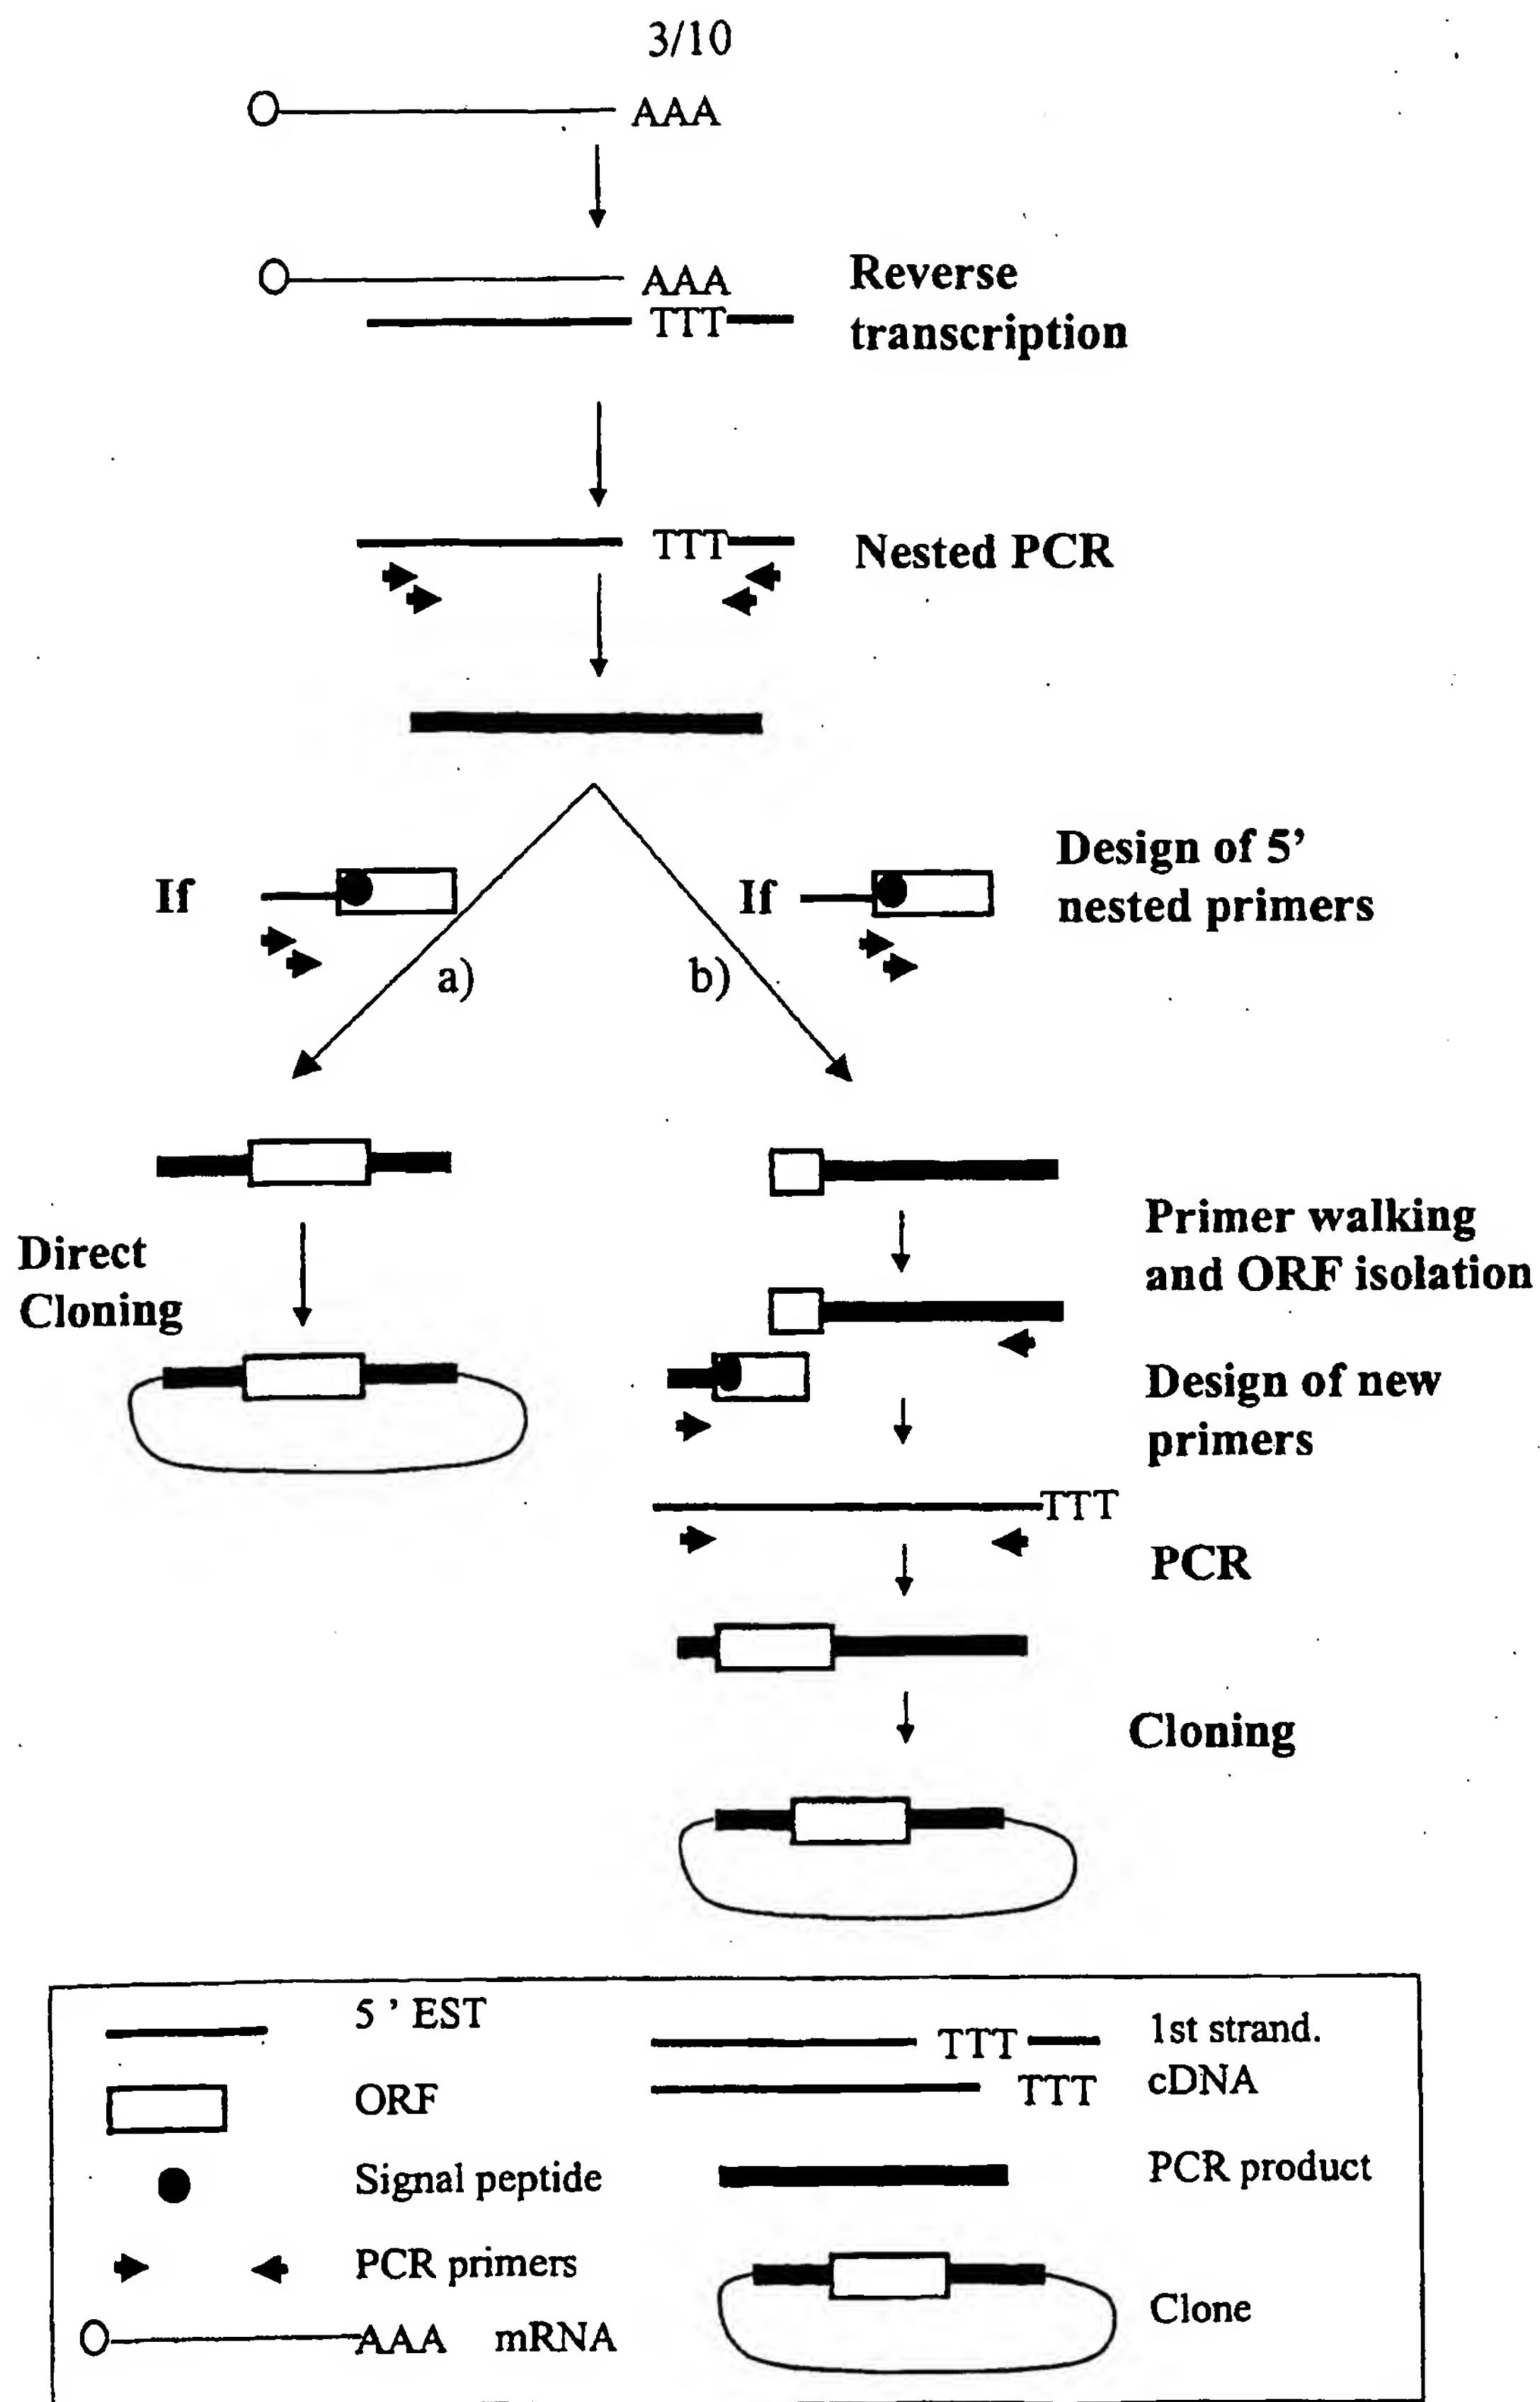 3/10
AAA
AAA
TTT
Reverse
transcription
TTT
Nested PCR
If
If
Design of 5’
nested primers
a)
b)
Direct
Cloning
Primer walking
and ORF isolation
Design of new
primers
TTT
PCR
Cloning
5 ’ EST
ORF
Signal peptide
PCR primers
AAA mRNA
TTT
TTT
1st strand.
cDNA
PCR product
Clone